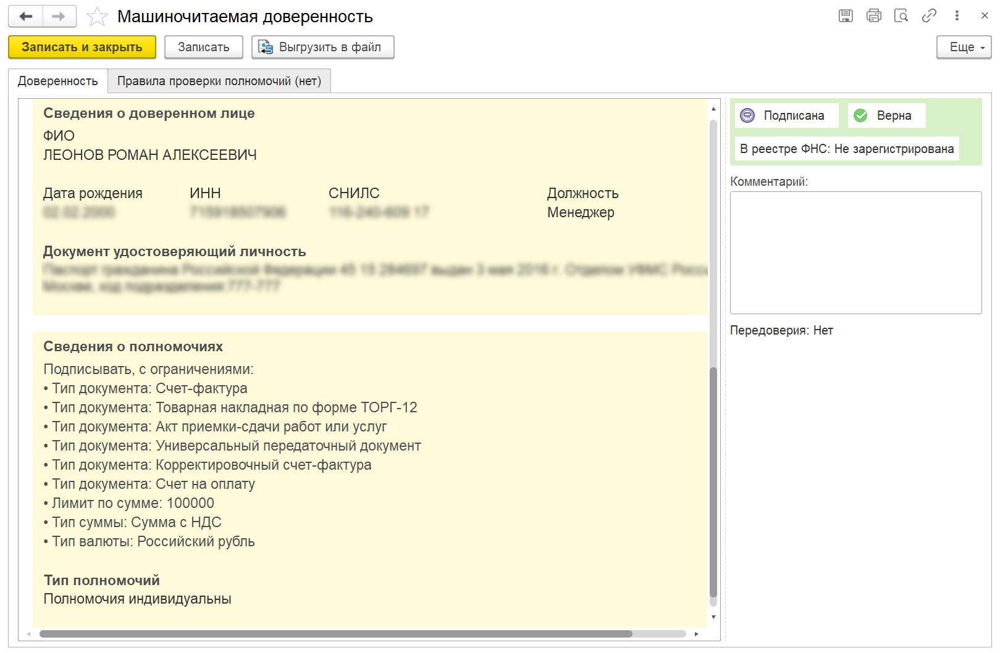 Машиночитаемая доверенность
Записать и закрыть
Записать
Выгрузить в файл
Еще
Доверенность
Правила проверки полномочий (нет)
Сведения о доверенном лице
ФИО
ЛЕОНОВ РОМАН АЛЕКСЕЕВИЧ
Дата рождения ИНН СНИЛС Должность
Менеджер
Документ удостоверяющий личность
Сведения о полномочиях
Подписывать, с ограничениями:
• Тип документа: Счет-фактура
• Тип документа: Товарная накладная по форме ТОРГ-12
• Тип документа: Акт приемки-сдачи работ или услуг
• Тип документа: Универсальный передаточный документ
• Тип документа: Корректировочный счет-фактура
• Тип документа: Счет на оплату
• Лимит по сумме: 100000
• Тип суммы: Сумма с НДС
• Тип валюты: Российский рубль
Тип полномочий
Полномочия индивидуальны
Подписана
Верна
В реестре ФНС: Не зарегистрирована
Комментарий:
Передоверия: Нет